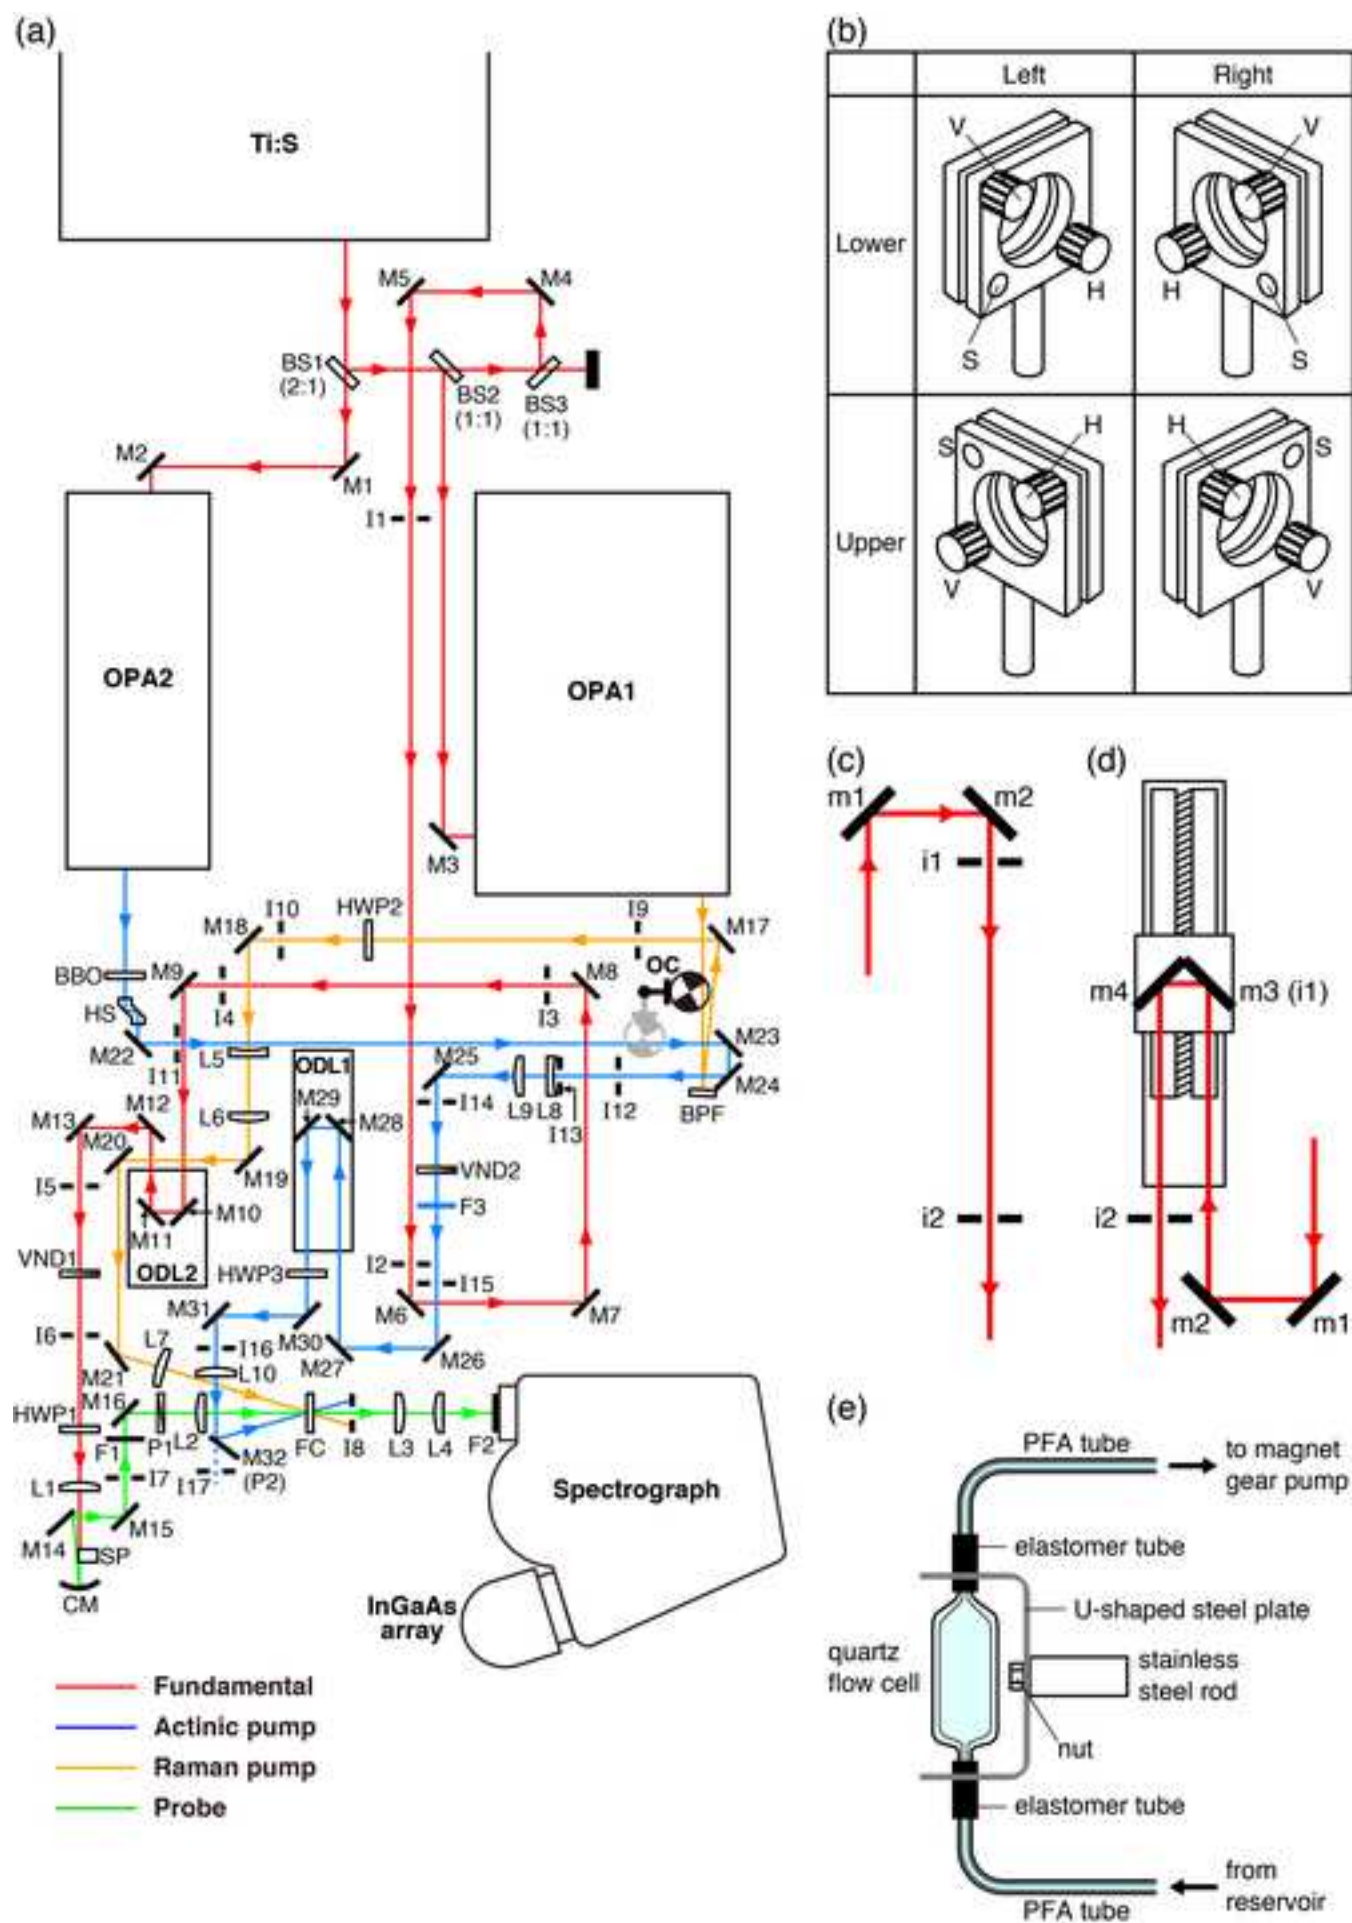 (a)
Ti:S
M5
M4
BS1
(2:1)
BS2
(1:1)
BS3
(1:1)
M2
M1
I1
OPA2
OPA1
M3
I10
HWP2
I9
M18
M17
BBO
M9
M8
OC
HS
I4
I3
M22
I11
L5
ODL1
M25
M23
M24
M29
M28
I14
L9
L8
I13
I12
BPF
M13
M12
L6
M20
M19
VND2
I5
M10
F3
M11
VND1
ODL2
HWP3
I2
I15
M31
M6
M7
I6
L7
I16
M30
M21
L10
M27
M26
M16
HWP1
F1
P1
L2
M32
(P2)
FC
I8
L3
L4
F2
L1
I7
I17
Spectrograph
M15
M14
SP
CM
InGaAs
array
Fundamental
Actinic pump
Raman pump
Probe
(b)
Left
Right
Lower
V
H
S
V
H
S
Upper
S
H
V
H
S
V
(c)
m1
m2
i1
i2
(d)
m4
m3 (i1)
i2
m2
m1
(e)
PFA tube
to magnet
gear pump
elastomer tube
U-shaped steel plate
quartz
flow cell
stainless
steel rod
nut
elastomer tube
from
reservoir
PFA tube